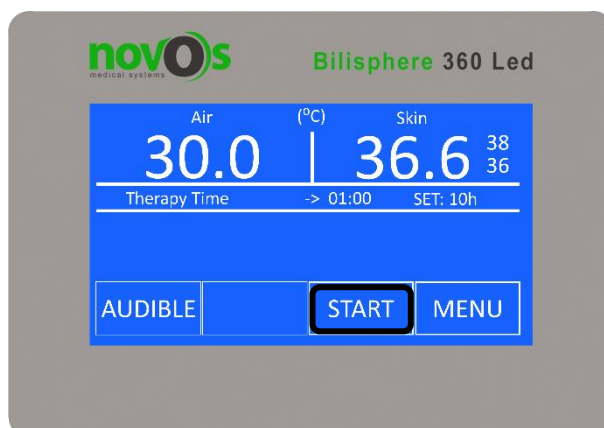 novOs
medical systems
Bilisphere 360 Led
Air (°C) Skin
30.0 36.6 38
36
Therapy Time -> 01:00 SET: 10h
AUDIBLE START MENU